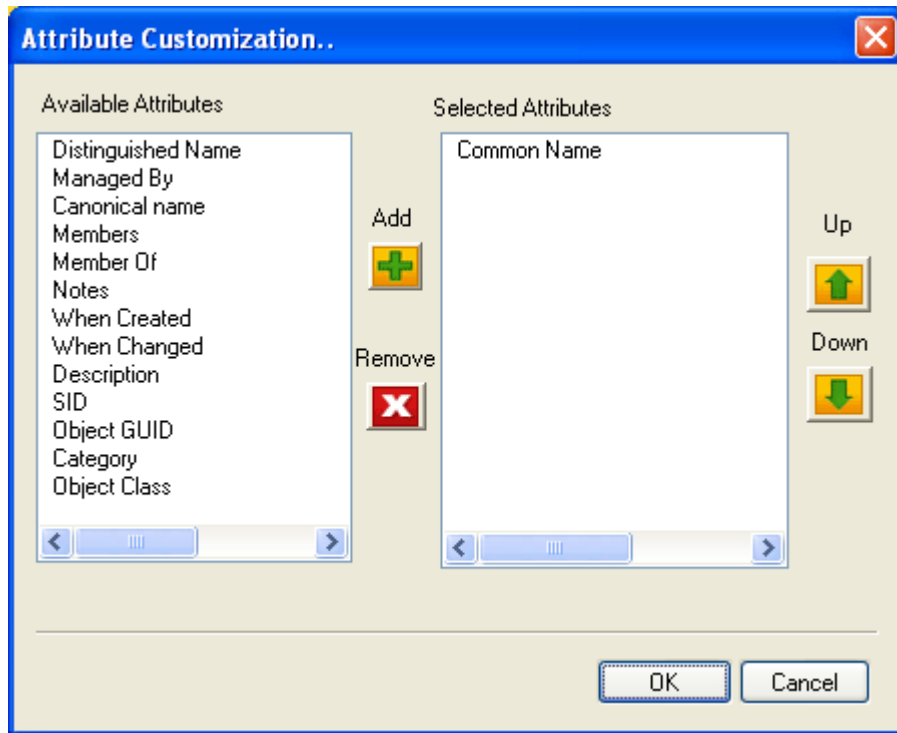 Attribute Customization..
Available Attributes
Distinguished Name
Managed By
Canonical name
Members
Member Of
Notes
When Created
When Changed
Description
SID
Object GUID
Category
Object Class
Add
Remove
Selected Attributes
Common Name
Up
Down
OK
Cancel